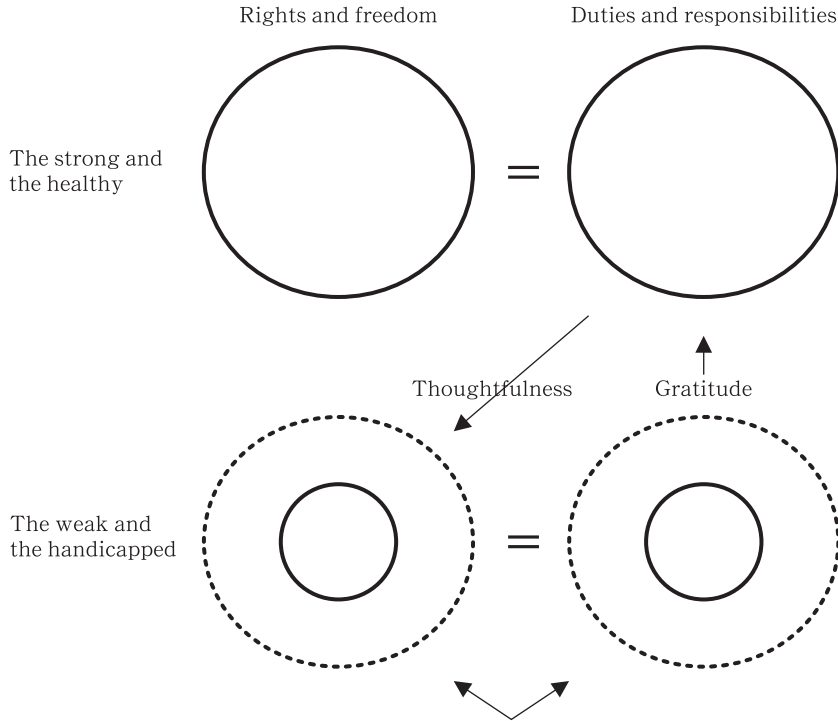 Rights and freedom
Duties and responsibilities
The strong and
the healthy
=
Thoughtfulness
Gratitude
The weak and
the handicapped
=